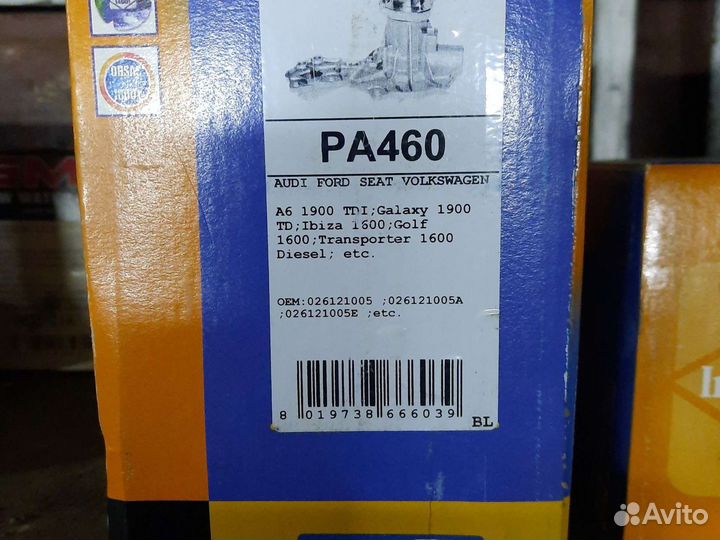 PA460
AUDI FORD SEAT VOLKSWAGEN
A6 1900 TDI;Galaxy 1900
TD;Ibiza 1600;Golf
1600;Transporter 1600
Diesel; etc.
OEM:026121005 ;026121005A
;026121005E ;etc.
8 019738 666039
BL
Avito